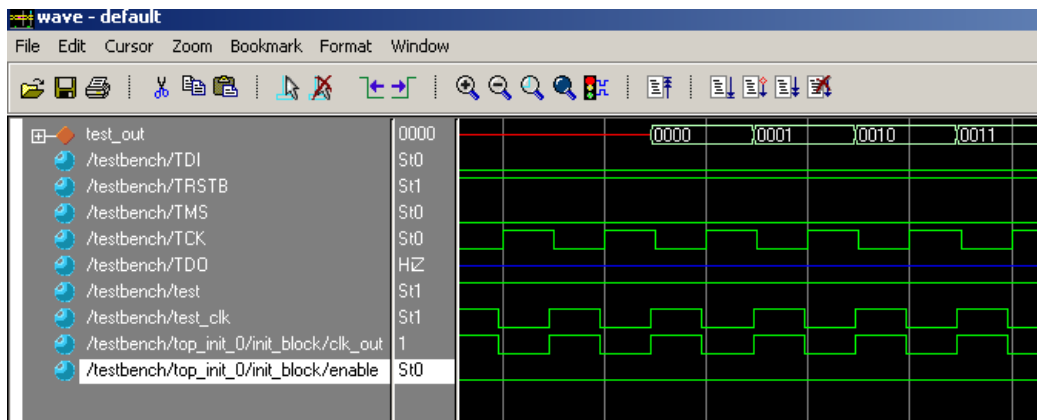 wave - default
File Edit Cursor Zoom Bookmark Format Window
test_out 0000 0000 0001 0010 0011
/testbench/TDI St0
/testbench/TRSTB St1
/testbench/TMS St0
/testbench/TCK St0
/testbench/TDO HiZ
/testbench/test St1
/testbench/test_clk St1
/testbench/top_init_0/init_block/clk_out 1
/testbench/top_init_0/init_block/enable St0